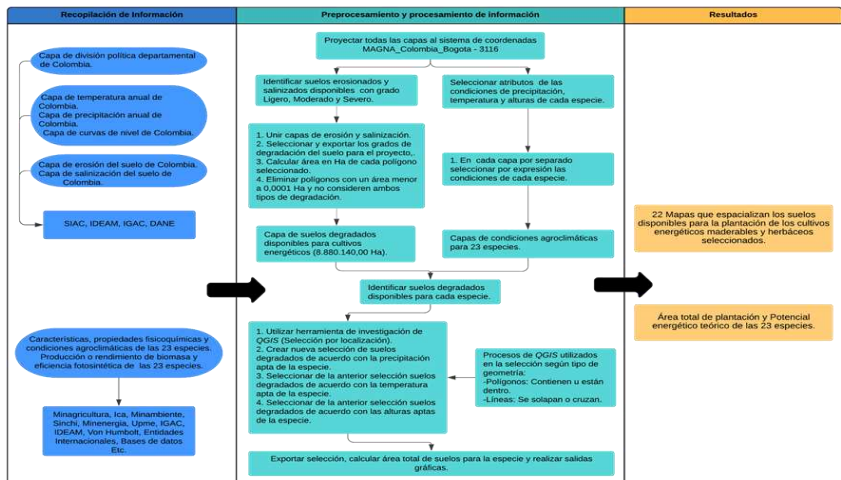 Recopilación de Información
Capa de división política departamental
de Colombia.
Capa de temperatura anual de
Colombia.
Capa de precipitación anual de
Colombia.
Capa de curvas de nivel de Colombia.
Capa de erosión del suelo de Colombia.
Capa de salinización del suelo de
Colombia.
SIAC, IDEAM, IGAC, DANE
Características, propiedades fisicoquímicas y
condiciones agroclimáticas de las 23 especies.
Producción o rendimiento de biomasa y
eficiencia fotosintética de las 23 especies.
Minagricultura, Ica, Minambiente,
Sinchi, Minenergia, Upme, IGAC,
IDEAM, Von Humbolt, Entidades
Internacionales, Bases de datos
Etc.
Preprocesamiento y procesamiento de información
Proyectar todas las capas al sistema de coordenadas
MAGNA_Colombia_Bogota - 3116
Identificar suelos erosionados y
salinizados disponibles con grado
Ligero, Moderado y Severo.
Seleccionar atributos de las
condiciones de precipitación,
temperatura y alturas de cada especie.
1. Unir capas de erosión y salinización.
2. Seleccionar y exportar los grados de
degradación del suelo para el proyecto,.
3. Calcular área en Ha de cada polígono
seleccionado.
4. Eliminar polígonos con un área menor
a 0,0001 Ha y no consideren ambos
tipos de degradación.
1. En cada capa por separado
seleccionar por expresión las
condiciones de cada especie.
Capa de suelos degradados
disponibles para cultivos
energéticos (8.880.140,00 Ha).
Capas de condiciones agroclimáticas
para 23 especies.
Identificar suelos degradados
disponibles para cada especie.
1. Utilizar herramienta de investigación de
QGIS (Selección por localización).
2. Crear nueva selección de suelos
degradados de acuerdo con la precipitación
apta de la especie.
3. Seleccionar de la anterior selección suelos
degradados de acuerdo con la temperatura
apta de la especie.
4. Seleccionar de la anterior selección suelos
degradados de acuerdo con las alturas aptas
de la especie.
Procesos de QGIS utilizados
en la selección según tipo de
geometría:
-Polígonos: Contienen u están
dentro.
-Líneas: Se solapan o cruzan.
Exportar selección, calcular área total de suelos para la especie y realizar salidas
gráficas.
Resultados
22 Mapas que espacializan los suelos
disponibles para la plantación de los cultivos
energéticos maderables y herbáceos
seleccionados.
Área total de plantación y Potencial
energético teórico de las 23 especies.